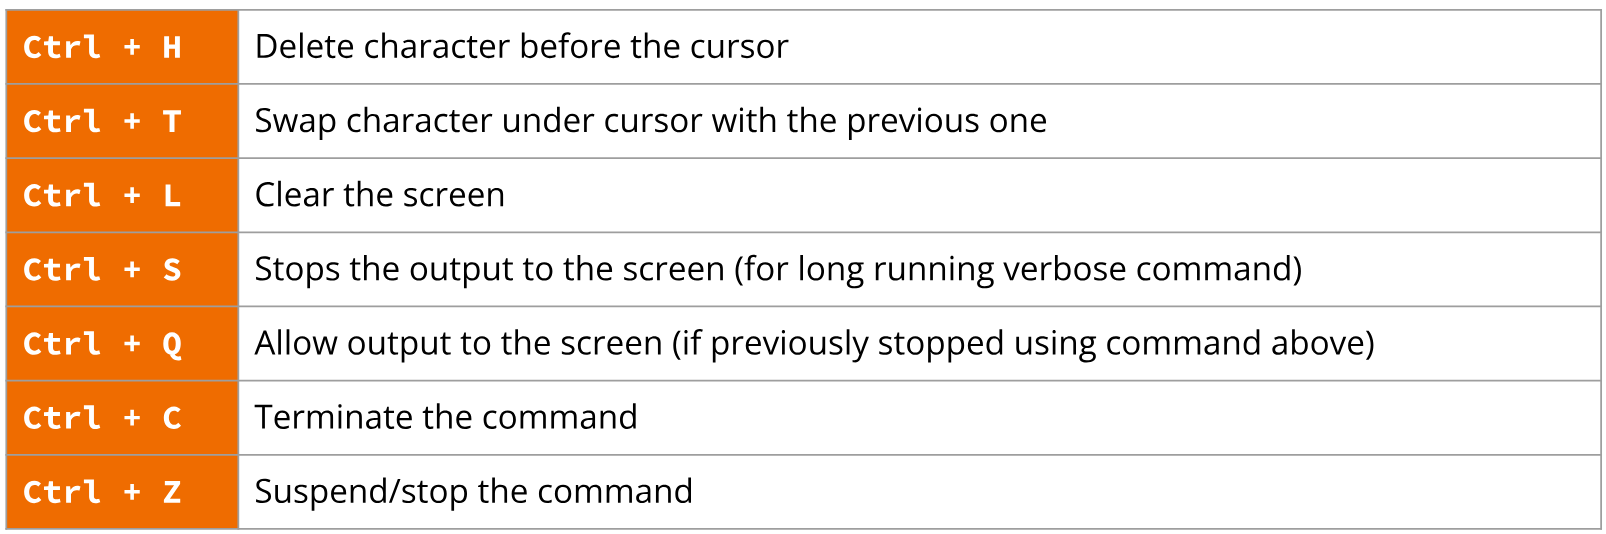 Ctrl + H Delete character before the cursor
Ctrl + T Swap character under cursor with the previous one
Ctrl + L Clear the screen
Ctrl + S Stops the output to the screen (for long running verbose command)
Ctrl + Q Allow output to the screen (if previously stopped using command above)
Ctrl + C Terminate the command
Ctrl + Z Suspend/stop the command